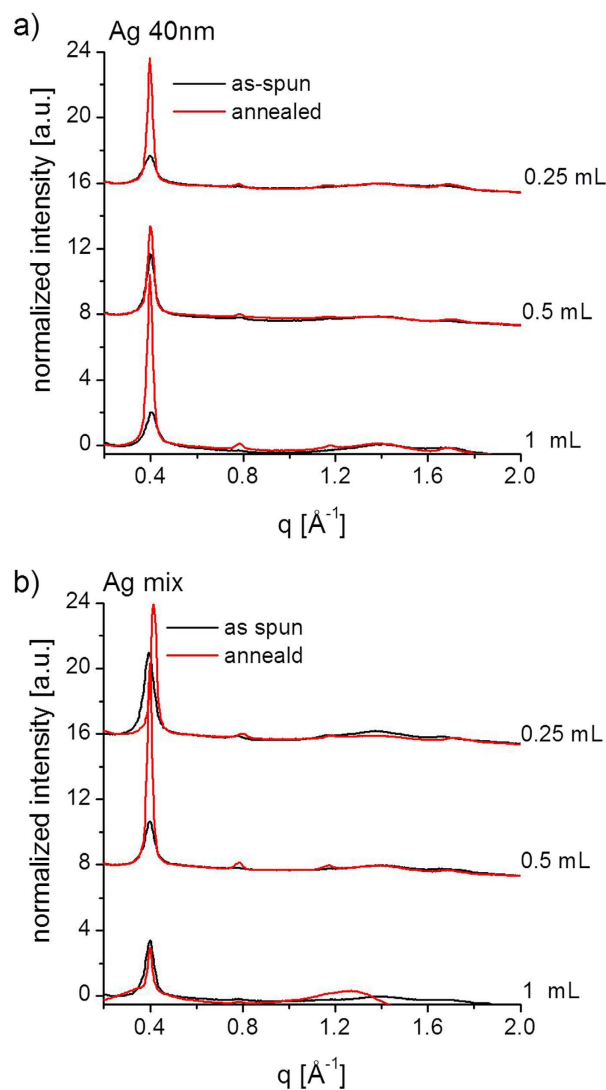 a) Ag 40nm
24
as-spun
annealed
20
0.25 mL
16
12
0.5 mL
8
4
1 mL
0
normalized intensity [a.u.]
0.4 0.8 1.2 1.6 2.0
q [Å⁻¹]
b) Ag mix
24
as spun
anneald
20
0.25 mL
16
12
0.5 mL
8
4
1 mL
0
normalized intensity [a.u.]
0.4 0.8 1.2 1.6 2.0
q [Å⁻¹]